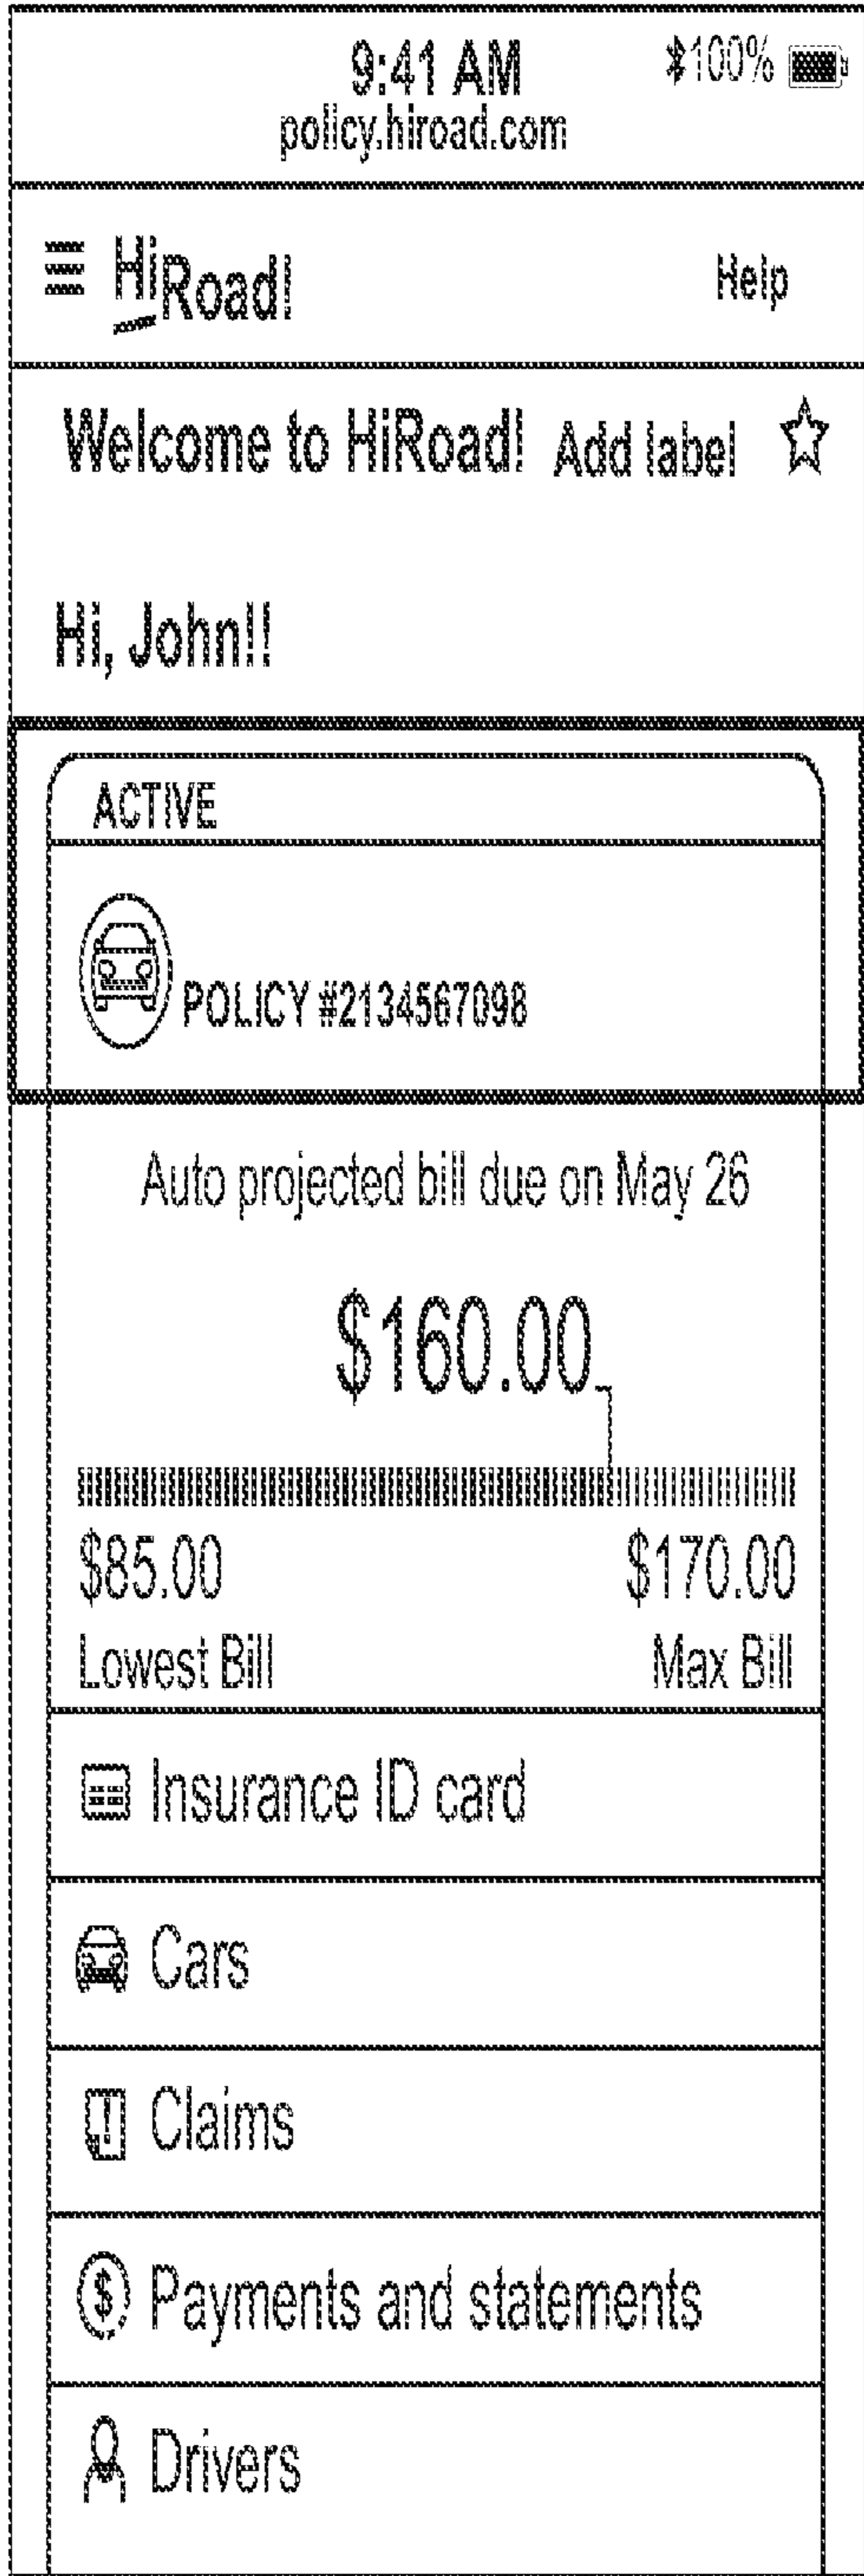 9:41 AM 100%
policy.hiroad.com
HiRoad! Help
Welcome to HiRoad! Add label
Hi, John!!
ACTIVE
POLICY #2134567098
Auto projected bill due on May 26
$160.00
$85.00 $170.00
Lowest Bill Max Bill
Insurance ID card
Cars
Claims
Payments and statements
Drivers